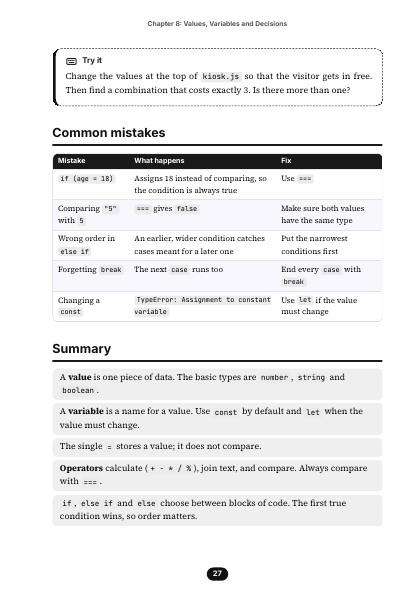 Chapter 8: Values, Variables and Decisions
Try it
Change the values at the top of kiosk.js so that the visitor gets in free.
Then find a combination that costs exactly 3. Is there more than one?
Common mistakes
Mistake What happens Fix
if (age = 18) Assigns 18 instead of comparing, so Use ===
the condition is always true
Comparing "5" === gives false Make sure both values
with 5 have the same type
Wrong order in An earlier, wider condition catches Put the narrowest
else if cases meant for a later one conditions first
Forgetting break The next case runs too End every case with
break
Changing a TypeError: Assignment to constant Use let if the value
const variable must change
Summary
A value is one piece of data. The basic types are number, string and
boolean.
A variable is a name for a value. Use const by default and let when the
value must change.
The single = stores a value; it does not compare.
Operators calculate (+ - * / %), join text, and compare. Always compare
with ===.
if, else if and else choose between blocks of code. The first true
condition wins, so order matters.
27